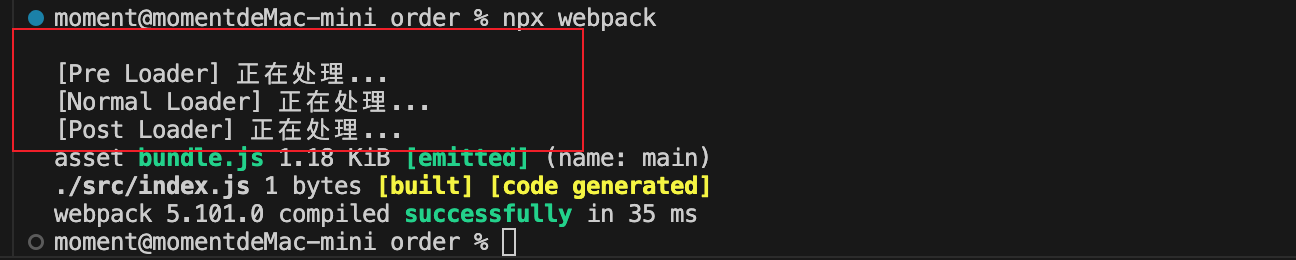 moment@momentdeMac-mini order % npx webpack
[Pre Loader] 正在处理...
[Normal Loader] 正在处理...
[Post Loader] 正在处理...
asset bundle.js 1.18 KiB [emitted] (name: main)
./src/index.js 1 bytes [built] [code generated]
webpack 5.101.0 compiled successfully in 35 ms
moment@momentdeMac-mini order %